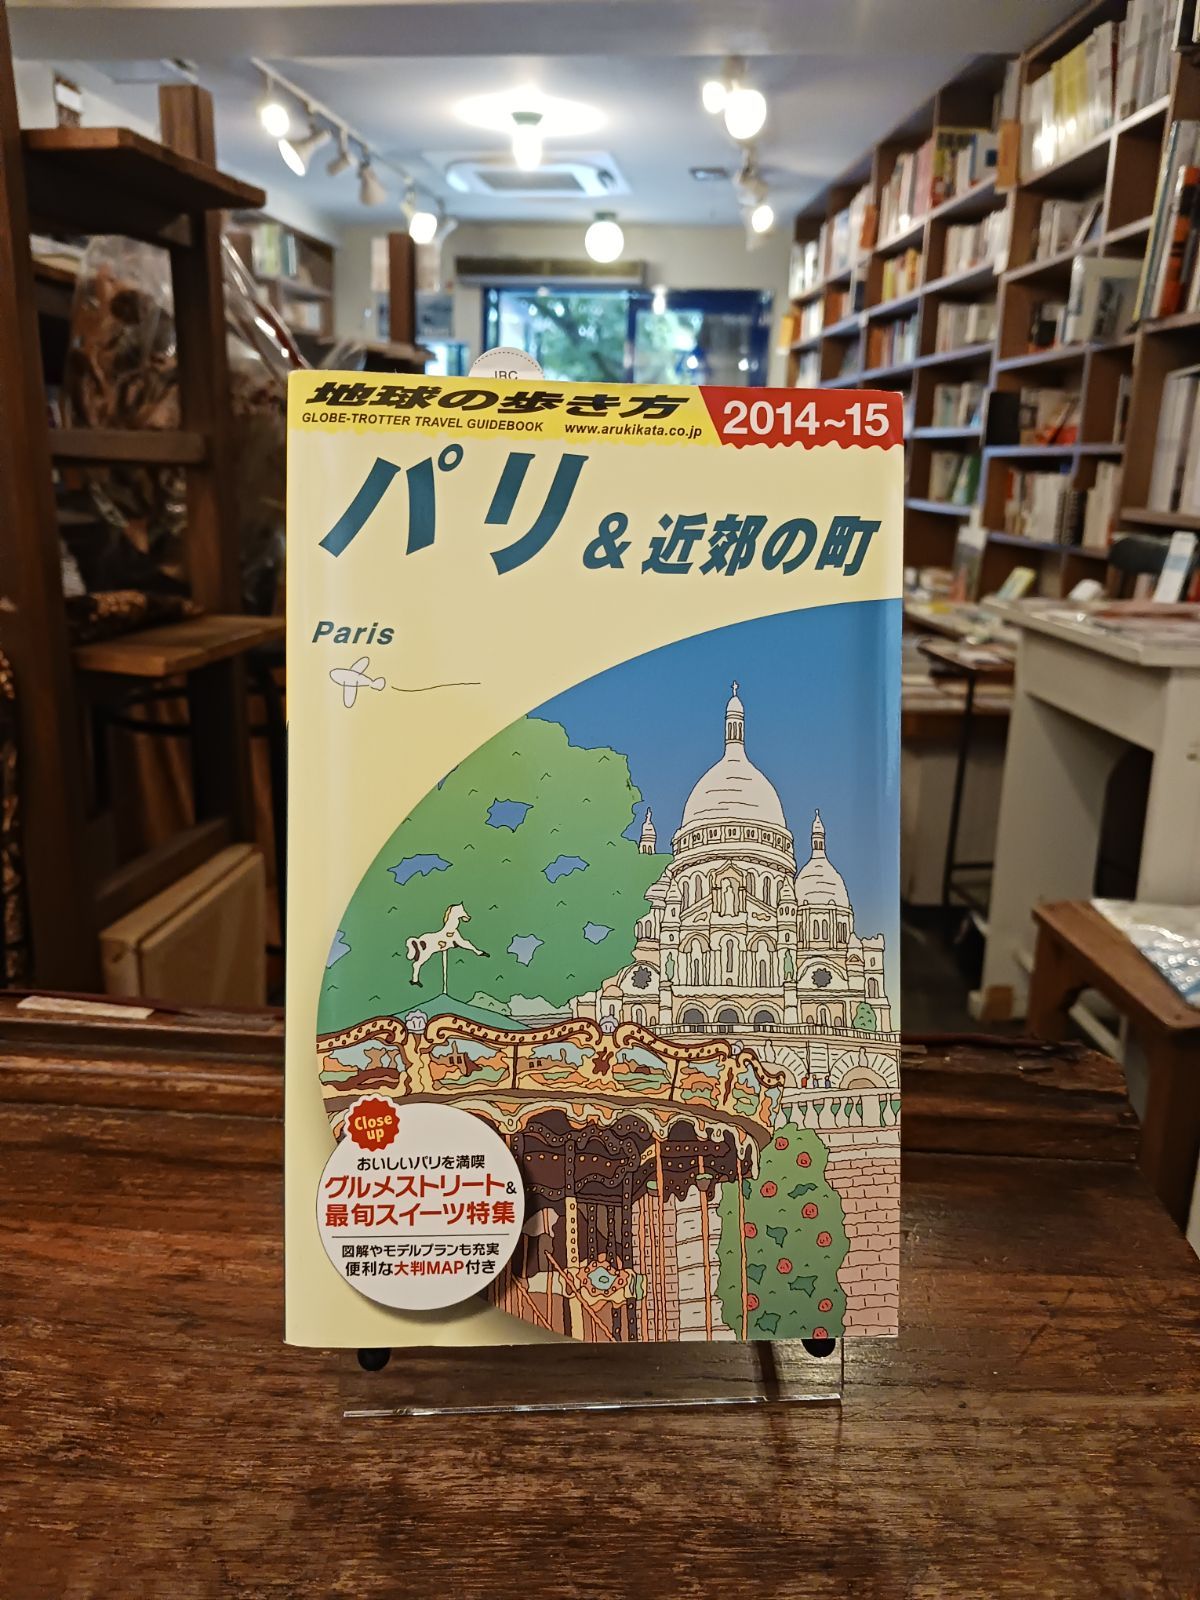 JRC
地球の歩き方
GLOBE-TROTTER TRAVEL GUIDEBOOK www.arukikata.co.jp
2014~15
パリ&近郊の町
Paris
Close up
おいしいパリを満喫
グルメストリート&
最旬スイーツ特集
図解やモデルプランも充実
便利な大判MAP付き